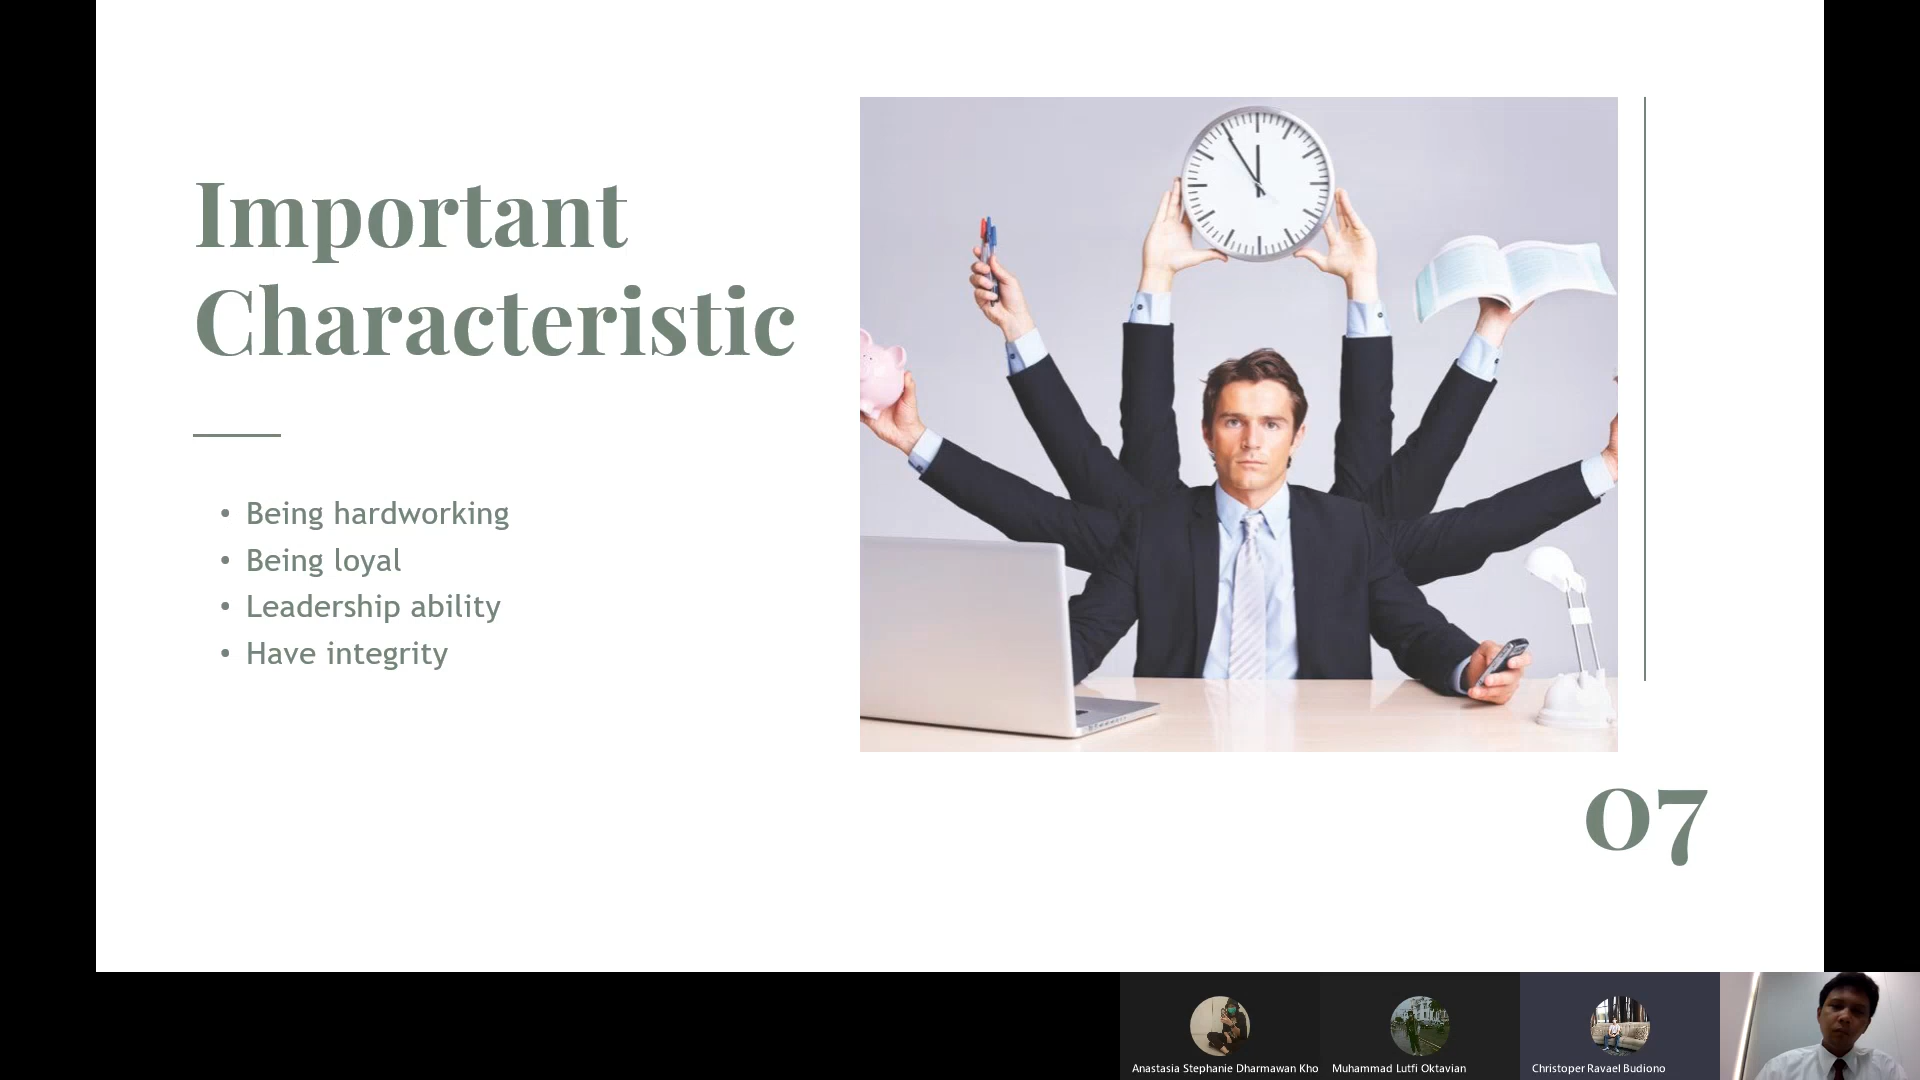 Important
Characteristic
• Being hardworking
• Being loyal
• Leadership ability
• Have integrity
07
Anastasia Stephanie Dharmawan Kho
Muhammad Lutfi Oktavian
Christoper Ravael Budiono